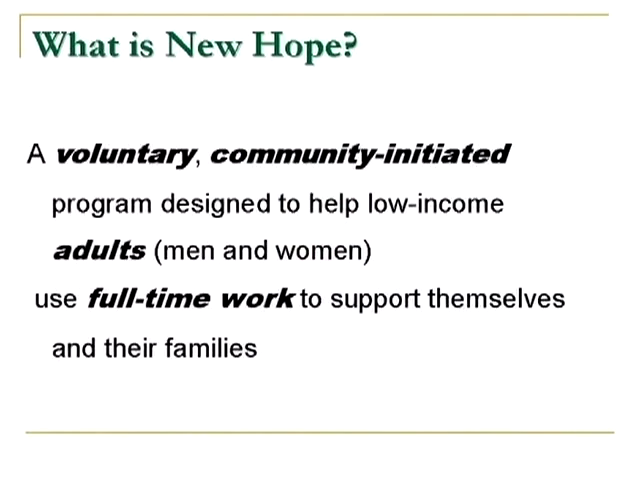 What is New Hope?
A voluntary, community-initiated
program designed to help low-income
adults (men and women)
use full-time work to support themselves
and their families